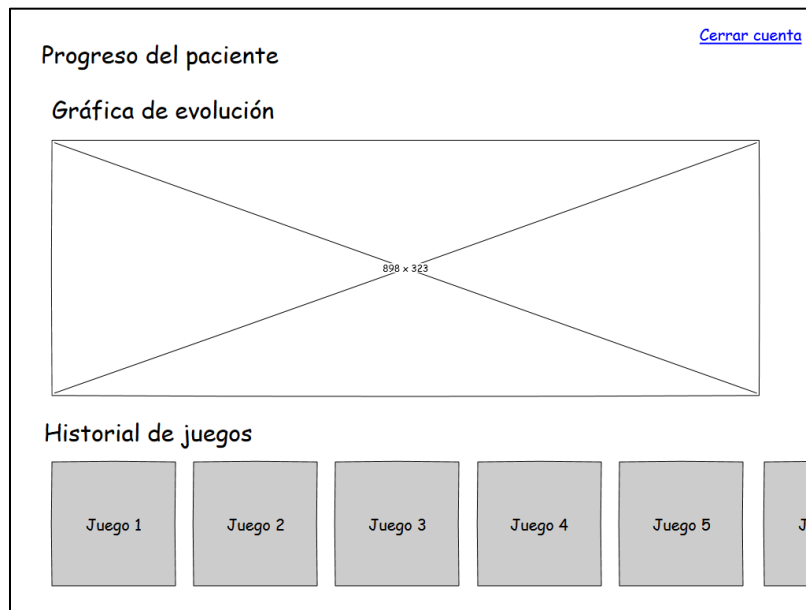 Cerrar cuenta
Progreso del paciente
Gráfica de evolución
898 x 323
Historial de juegos
Juego 1
Juego 2
Juego 3
Juego 4
Juego 5